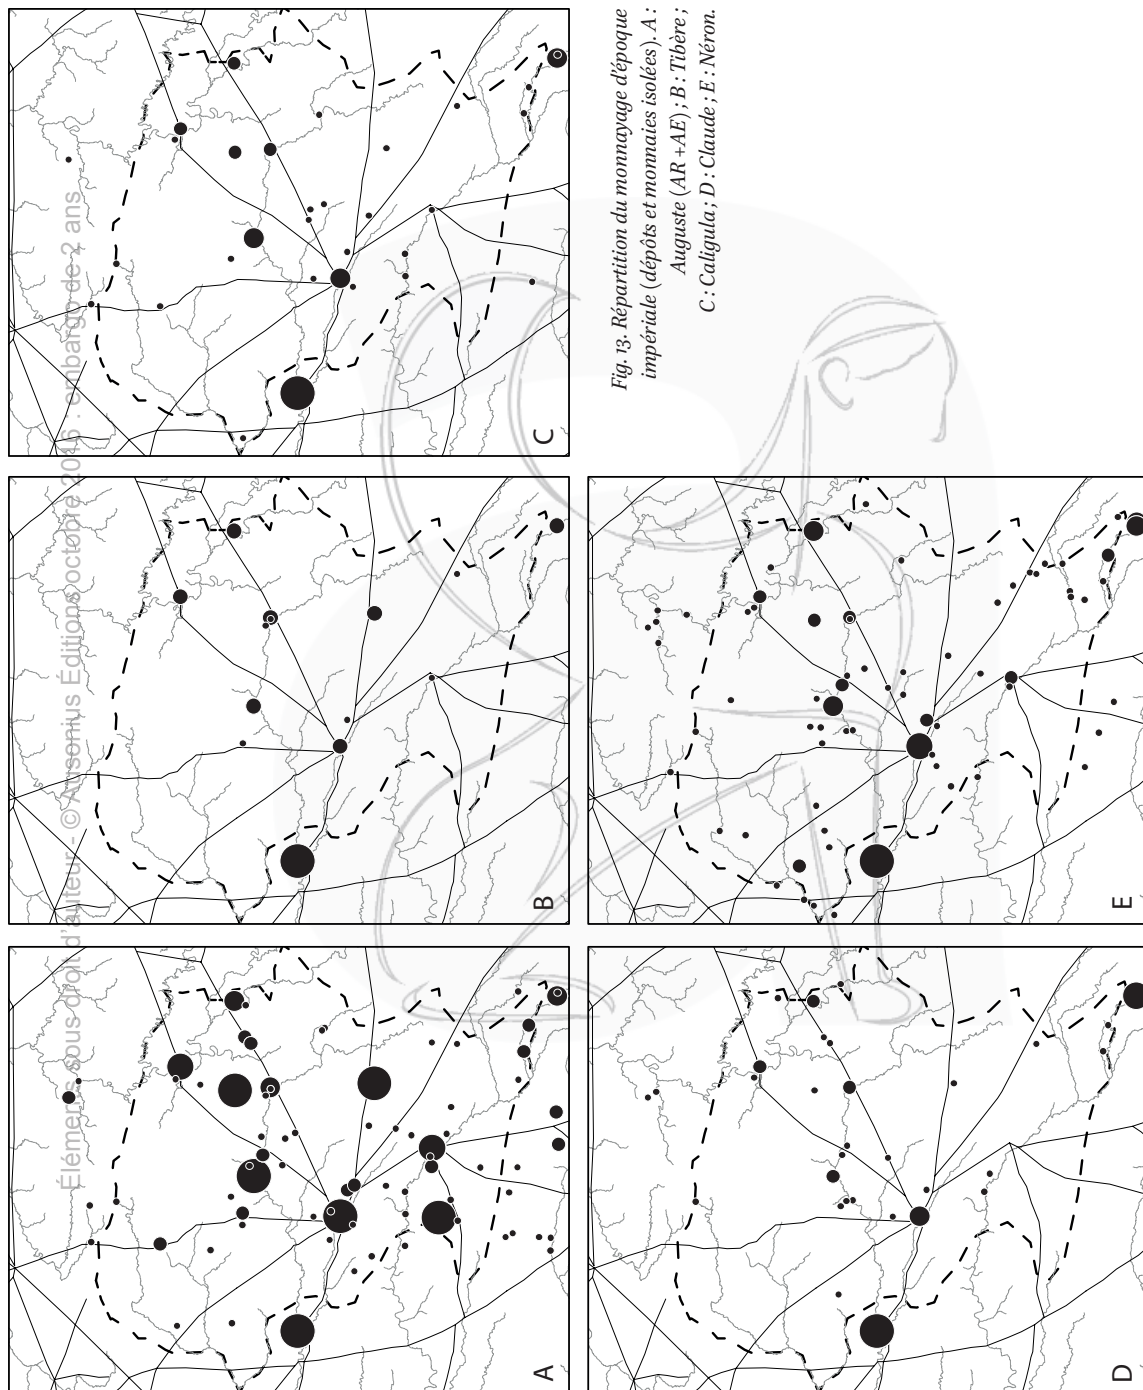 A
B
C
D
E
Fig. 13. Répartition du monnayage d'époque
impériale (dépôts et monnaies isolées). A :
Auguste (AR+AE) ; B : Tibère ;
C : Caligula ; D : Claude ; E : Néron.
Éléments sous droit d'auteur - © Ausonius Éditions octobre 2016 : embargo de 2 ans